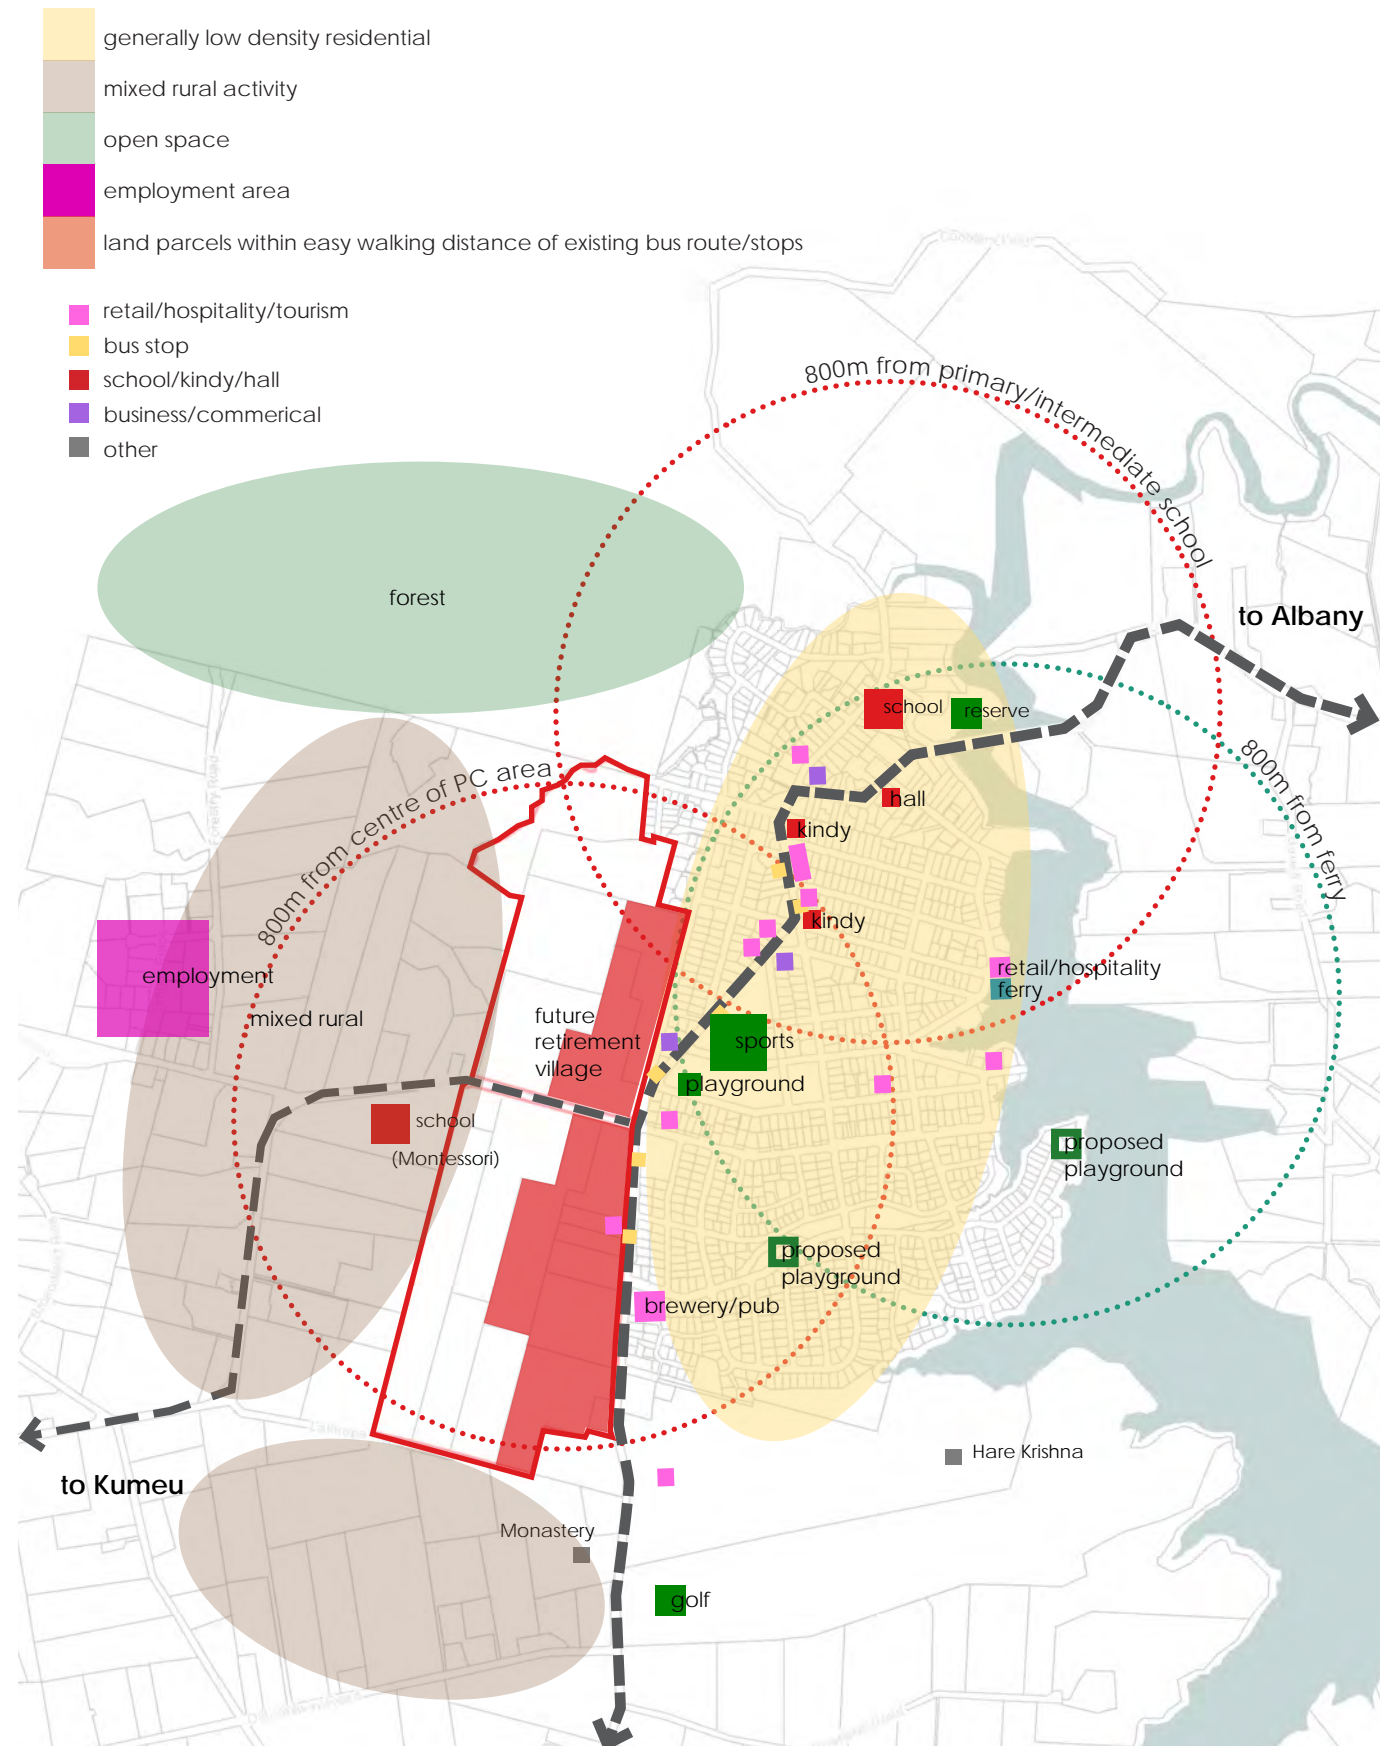 generally low density residential
mixed rural activity
open space
employment area
land parcels within easy walking distance of existing bus route/stops
retail/hospitality/tourism
bus stop
school/kindy/hall
business/commerical
other
800m from primary/intermediate school
forest
to Albany
school
reserve
800m from ferry
800m from centre of PC area
hall
kindy
kindy
employment
retail/hospitality
ferry
mixed rural
future
retirement
village
sports
playground
school
(Montessori)
proposed
playground
proposed
playground
brewery/pub
Hare Krishna
to Kumeu
Monastery
golf